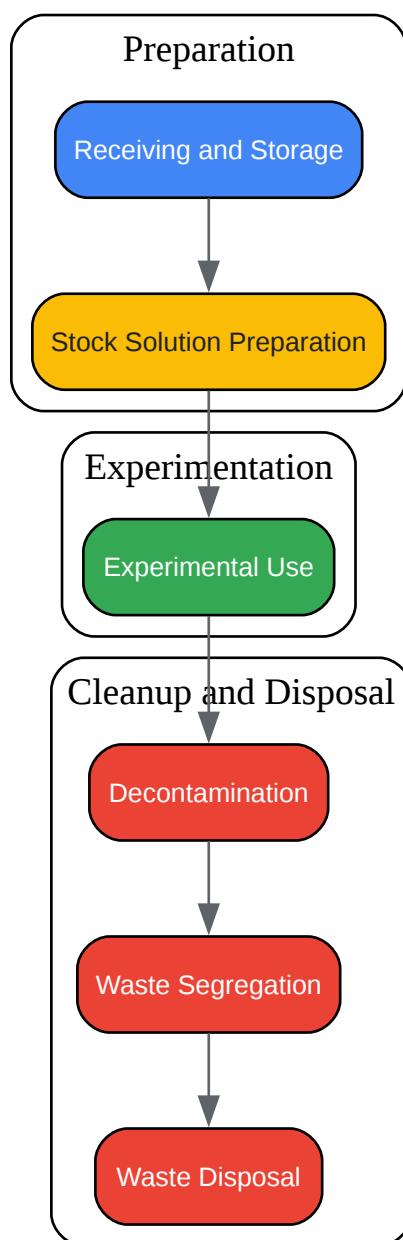 Preparation
Receiving and Storage
Stock Solution Preparation
Experimentation
Experimental Use
Cleanup and Disposal
Decontamination
Waste Segregation
Waste Disposal